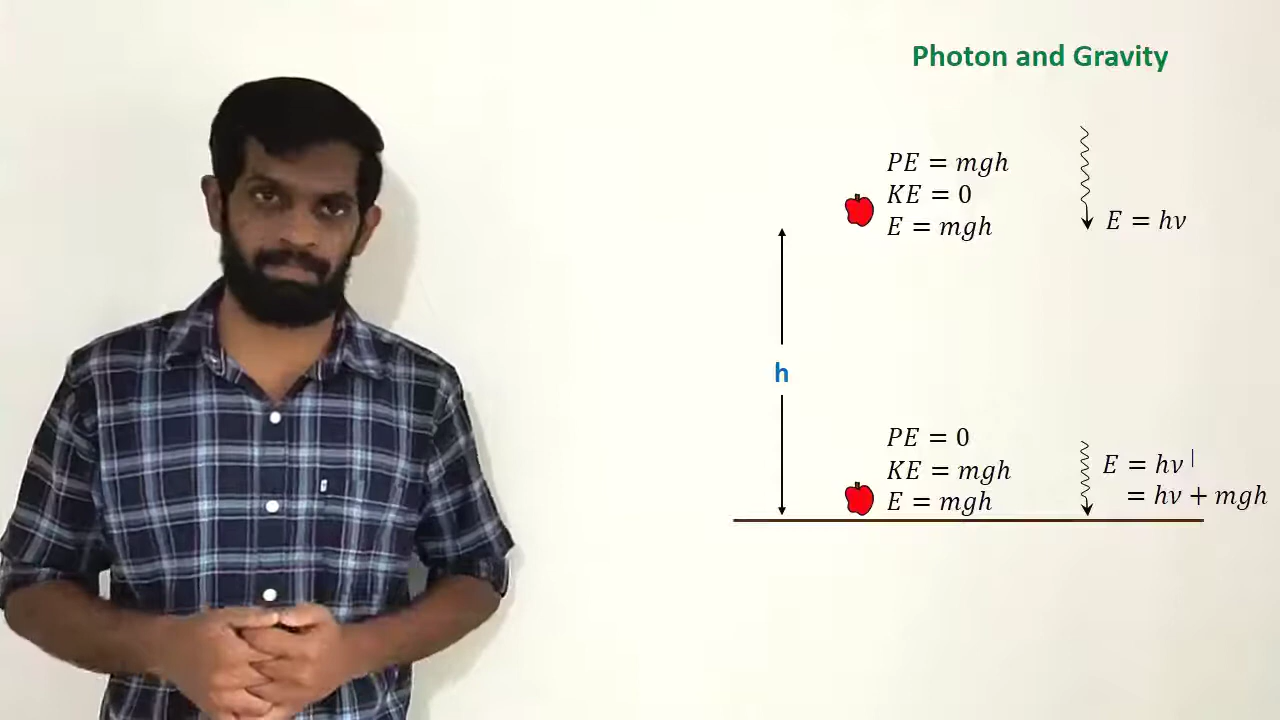 Photon and Gravity
PE = mgh
KE = 0
E = mgh
E = hν
h
PE = 0
KE = mgh
E = mgh
E = hν|
= hν + mgh